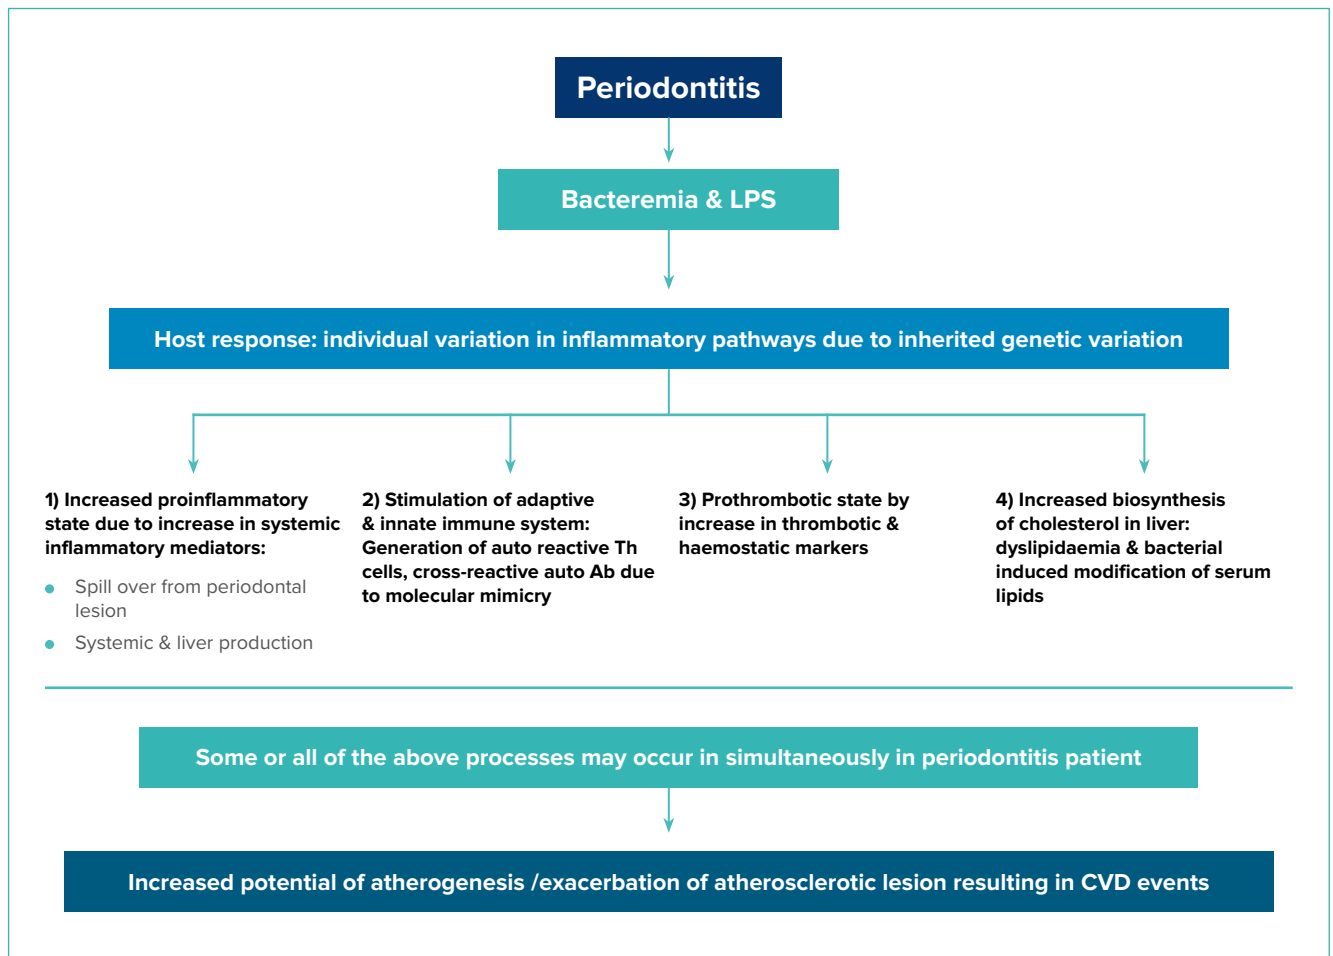 Periodontitis
Bacteremia & LPS
Host response: individual variation in inflammatory pathways due to inherited genetic variation
1) Increased proinflammatory
state due to increase in systemic
inflammatory mediators:
Spill over from periodontal
lesion
Systemic & liver production
2) Stimulation of adaptive
& innate immune system:
Generation of auto reactive Th
cells, cross-reactive auto Ab due
to molecular mimicry
3) Prothrombotic state by
increase in thrombotic &
haemostatic markers
4) Increased biosynthesis
of cholesterol in liver:
dyslipidaemia & bacterial
induced modification of serum
lipids
Some or all of the above processes may occur in simultaneously in periodontitis patient
Increased potential of atherogenesis /exacerbation of atherosclerotic lesion resulting in CVD events